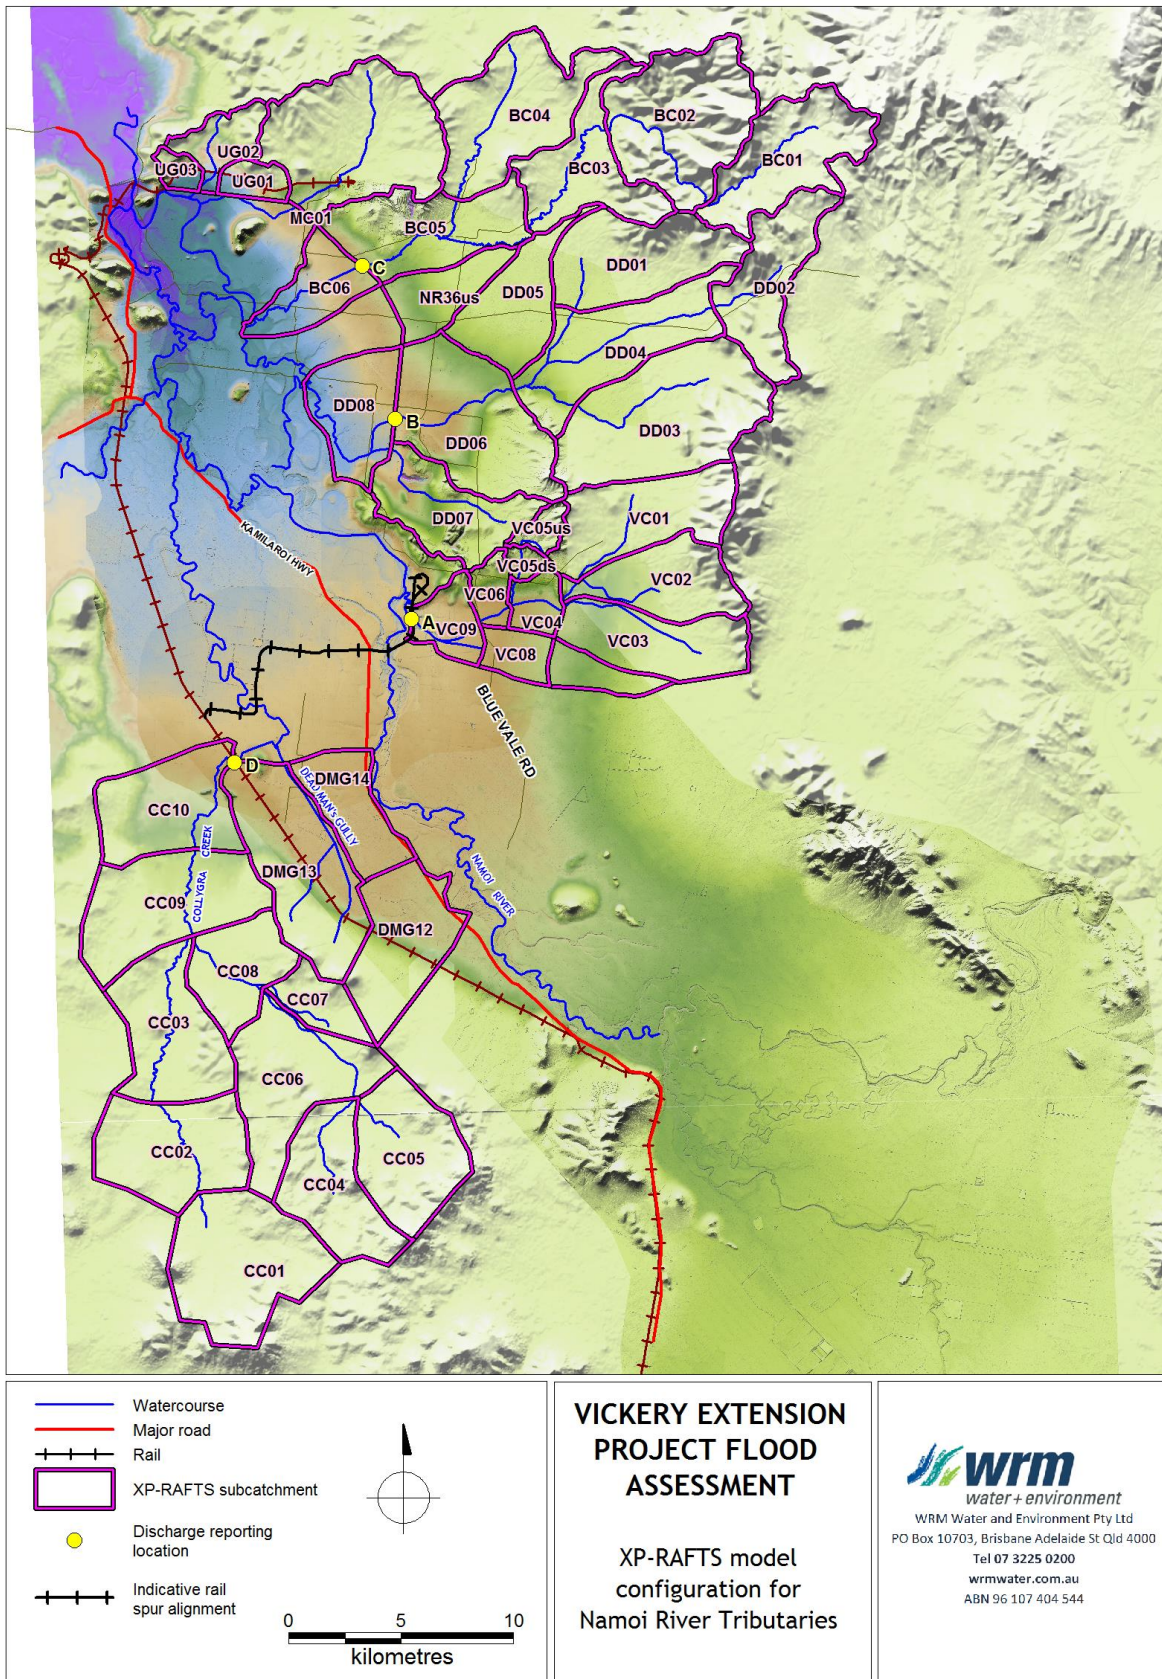 BC04
BC02
UG02
BC01
UG03
UG01
BC03
MC01
BC05
C
DD01
BC06
NR36us
DD05
DD02
DD04
DD08
B
DD06
DD03
DD07
VC05us
VC01
KAMILAROI HWY
VC05ds
VC06
VC02
A
VC09
VC04
VC08
VC03
BLUE VALE RD
D
DMG14
DEAD MAN's GULLY
CC10
COLLYGRA CREEK
DMG13
NAMOI RIVER
CC09
DMG12
CC08
CC07
CC03
CC06
CC02
CC05
CC04
CC01
Watercourse
Major road
Rail
XP-RAFTS subcatchment
Discharge reporting
location
Indicative rail
spur alignment
0 5 10
kilometres
VICKERY EXTENSION
PROJECT FLOOD
ASSESSMENT
XP-RAFTS model
configuration for
Namoi River Tributaries
wrm
water + environment
WRM Water and Environment Pty Ltd
PO Box 10703, Brisbane Adelaide St Qld 4000
Tel 07 3225 0200
wrmwater.com.au
ABN 96 107 404 544